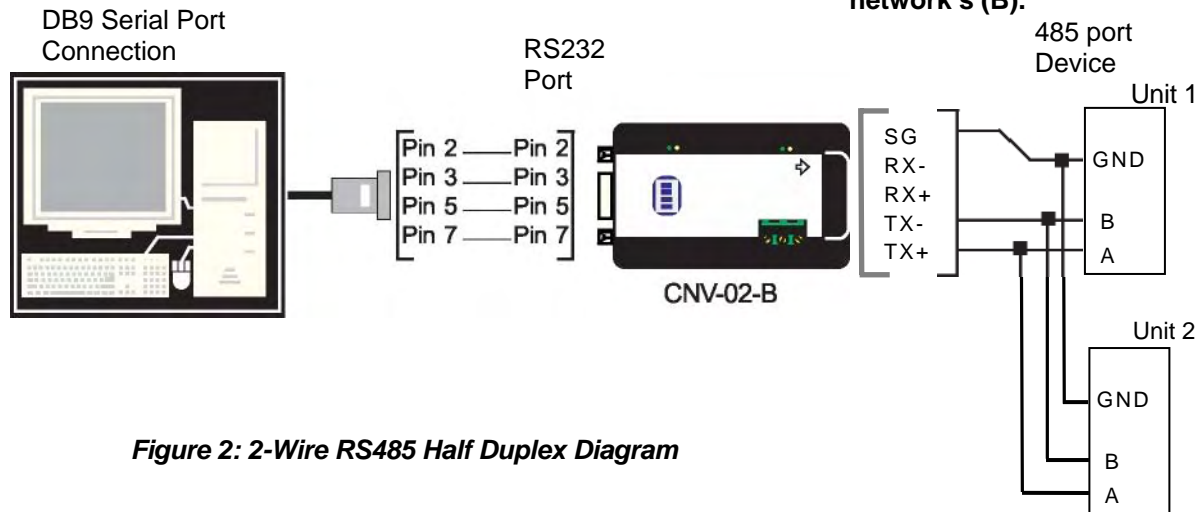 network's (B).
DB9 Serial Port
Connection
RS232
Port
485 port
Device
Unit 1
Pin 2 Pin 2
Pin 3 Pin 3
Pin 5 Pin 5
Pin 7 Pin 7
SG
RX-
RX+
TX-
TX+
GND
B
A
CNV-02-B
Unit 2
GND
B
A
Figure 2: 2-Wire RS485 Half Duplex Diagram